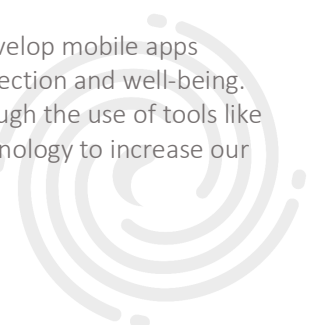 velop mobile apps
ection and well-being.
ugh the use of tools like
nology to increase our